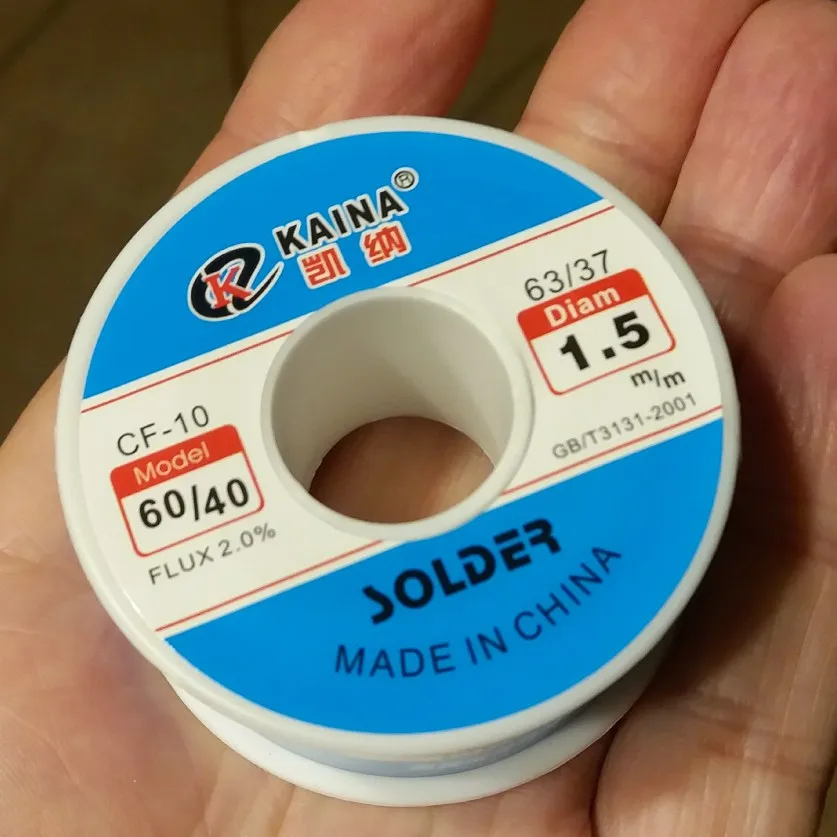 KAINA®
凯纳
K
CF-10
Model
60/40
FLUX 2.0%
63/37
Diam
1.5
m/m
GB/T3131-2001
SOLDER
MADE IN CHINA